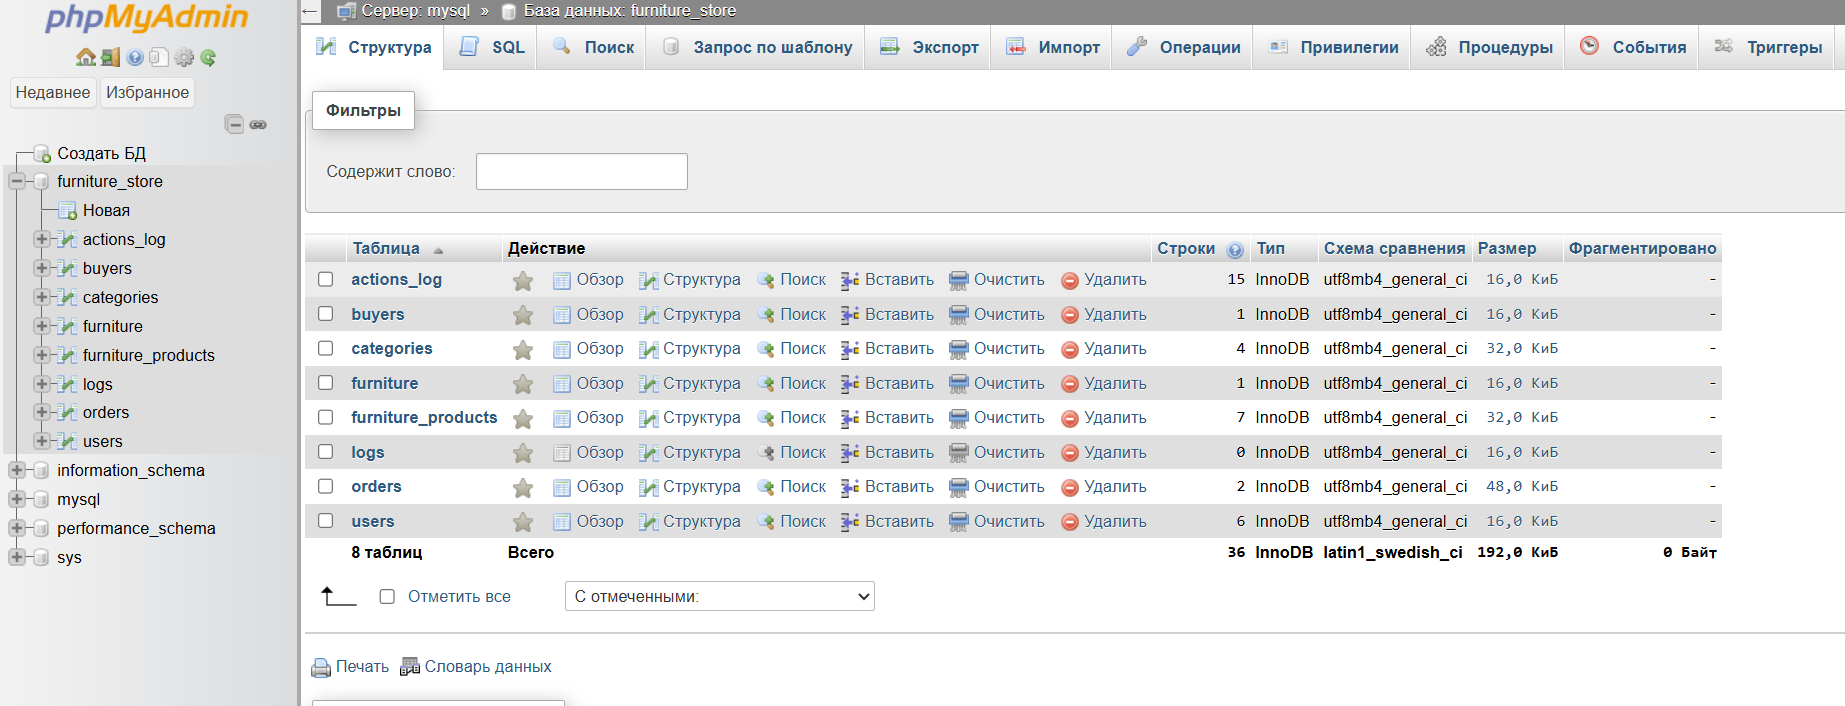 phpMyAdmin
Недавнее Избранное
Создать БД
furniture_store
Новая
actions_log
buyers
categories
furniture
furniture_products
logs
orders
users
information_schema
mysql
performance_schema
sys
← Сервер: mysql » База данных: furniture_store
Структура SQL Поиск Запрос по шаблону Экспорт Импорт Операции Привилегии Процедуры События Триггеры
Фильтры
Содержит слово:
Таблица Действие Строки Тип Схема сравнения Размер Фрагментировано
actions_log Обзор Структура Поиск Вставить Очистить Удалить 15 InnoDB utf8mb4_general_ci 16,0 КиБ -
buyers Обзор Структура Поиск Вставить Очистить Удалить 1 InnoDB utf8mb4_general_ci 16,0 КиБ -
categories Обзор Структура Поиск Вставить Очистить Удалить 4 InnoDB utf8mb4_general_ci 32,0 КиБ -
furniture Обзор Структура Поиск Вставить Очистить Удалить 1 InnoDB utf8mb4_general_ci 16,0 КиБ -
furniture_products Обзор Структура Поиск Вставить Очистить Удалить 7 InnoDB utf8mb4_general_ci 32,0 КиБ -
logs Обзор Структура Поиск Вставить Очистить Удалить 0 InnoDB utf8mb4_general_ci 16,0 КиБ -
orders Обзор Структура Поиск Вставить Очистить Удалить 2 InnoDB utf8mb4_general_ci 48,0 КиБ -
users Обзор Структура Поиск Вставить Очистить Удалить 6 InnoDB utf8mb4_general_ci 16,0 КиБ -
8 таблиц Всего 36 InnoDB latin1_swedish_ci 192,0 КиБ 0 Байт
Отметить все С отмеченными:
Печать Словарь данных